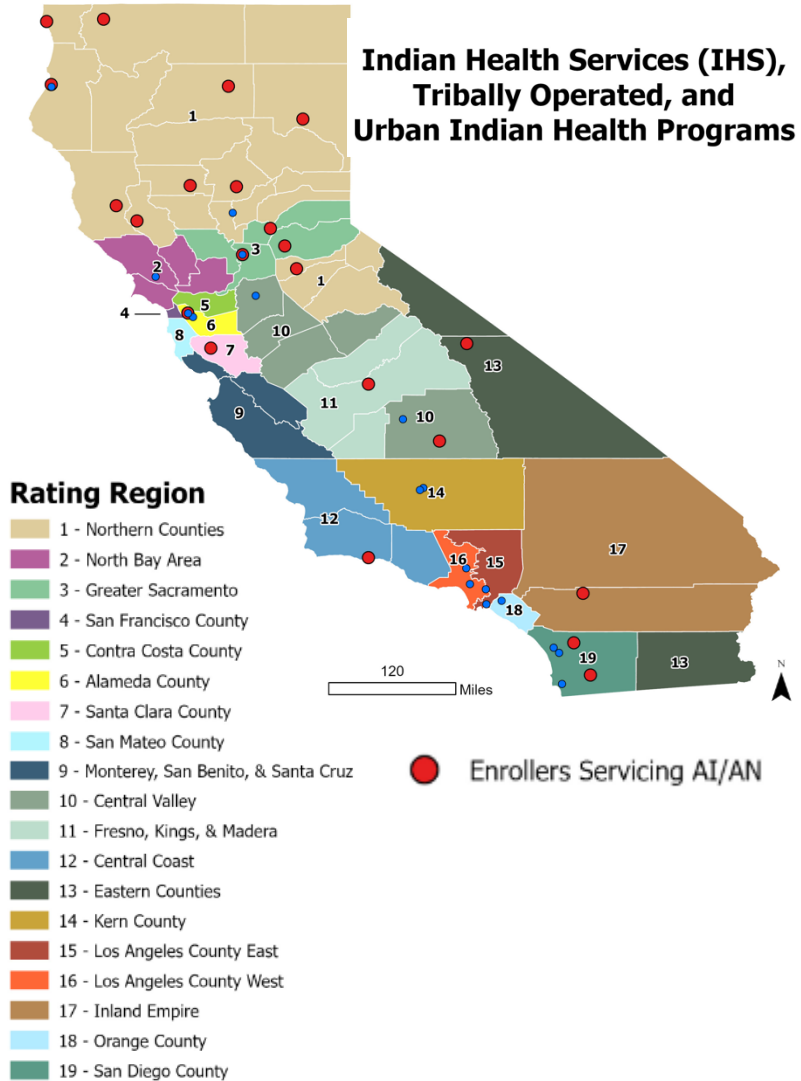 Indian Health Services (IHS),
Tribally Operated, and
Urban Indian Health Programs
1
2
3
1
4
5
6
8
7
10
13
11
9
10
14
12
16
15
17
18
19
13
120
Miles
N
Rating Region
1 - Northern Counties
2 - North Bay Area
3 - Greater Sacramento
4 - San Francisco County
5 - Contra Costa County
6 - Alameda County
7 - Santa Clara County
8 - San Mateo County
9 - Monterey, San Benito, & Santa Cruz
10 - Central Valley
11 - Fresno, Kings, & Madera
12 - Central Coast
13 - Eastern Counties
14 - Kern County
15 - Los Angeles County East
16 - Los Angeles County West
17 - Inland Empire
18 - Orange County
19 - San Diego County
Enrollers Servicing AI/AN